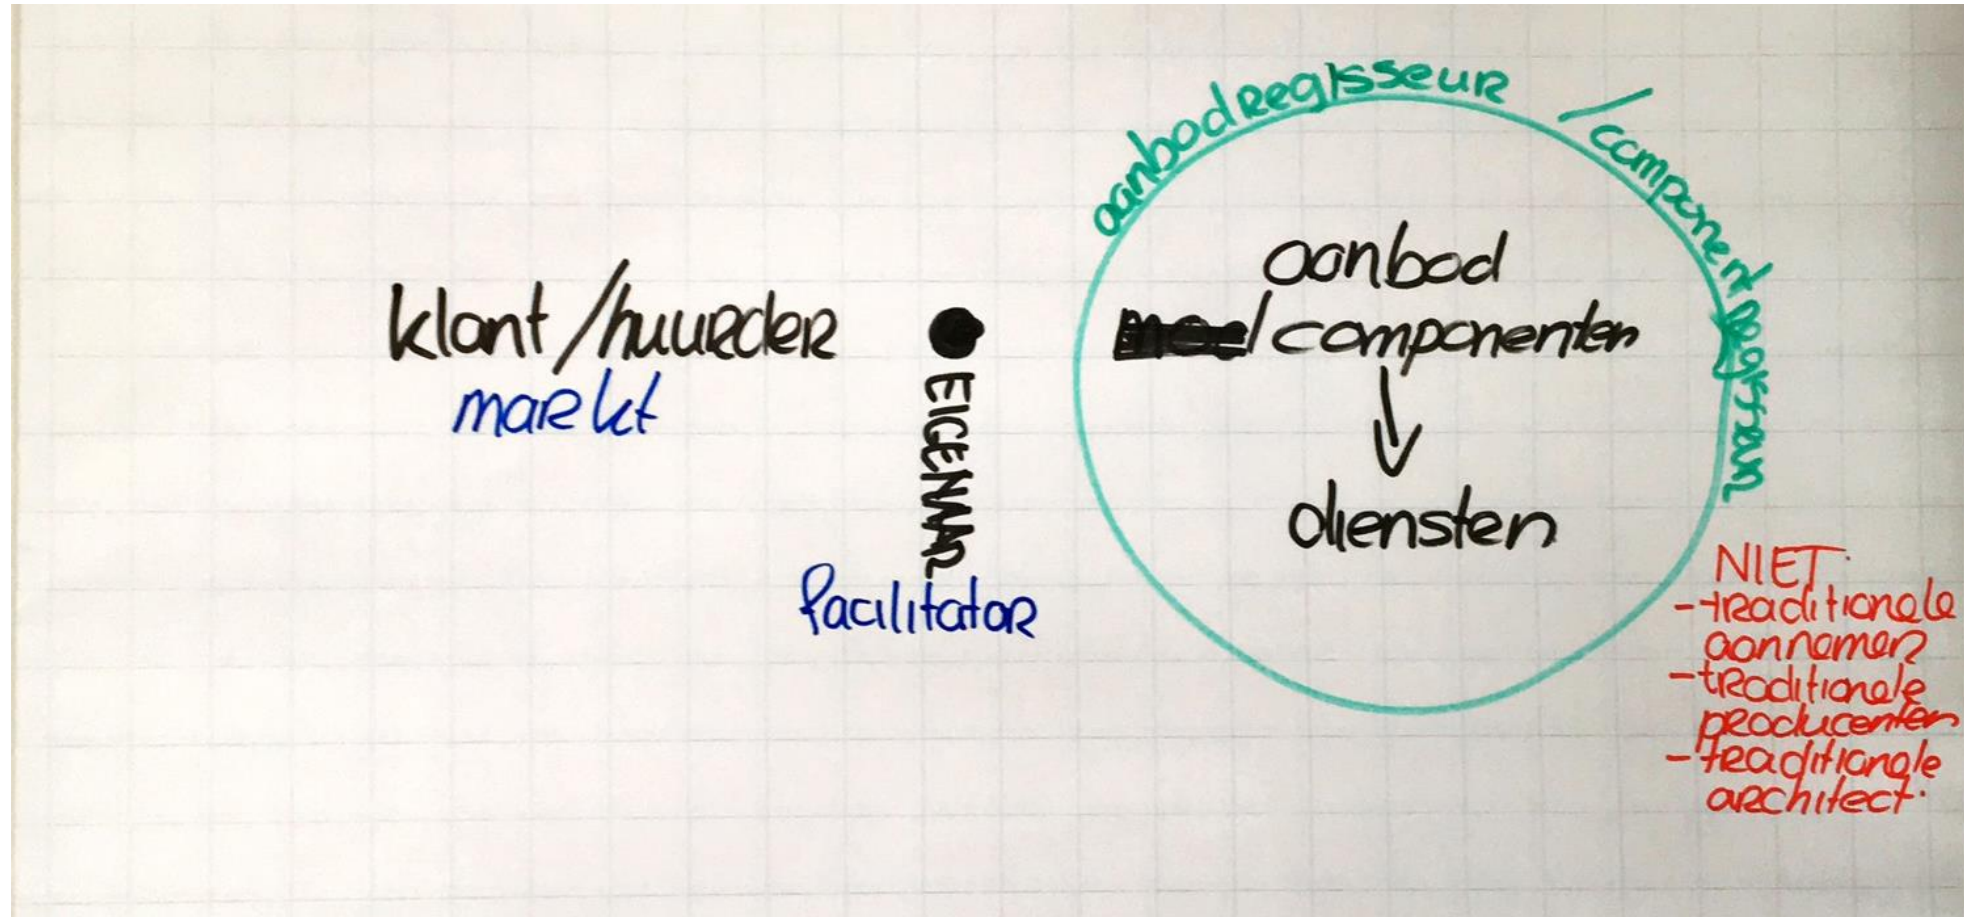 klant/huurder
markt
EIGENAAR
facilitator
aanbodregisseur / componentregisseur
aanbod
/ componenten
diensten
NIET:
- traditionele
aannemer
- traditionele
producenten
- traditionele
architect.